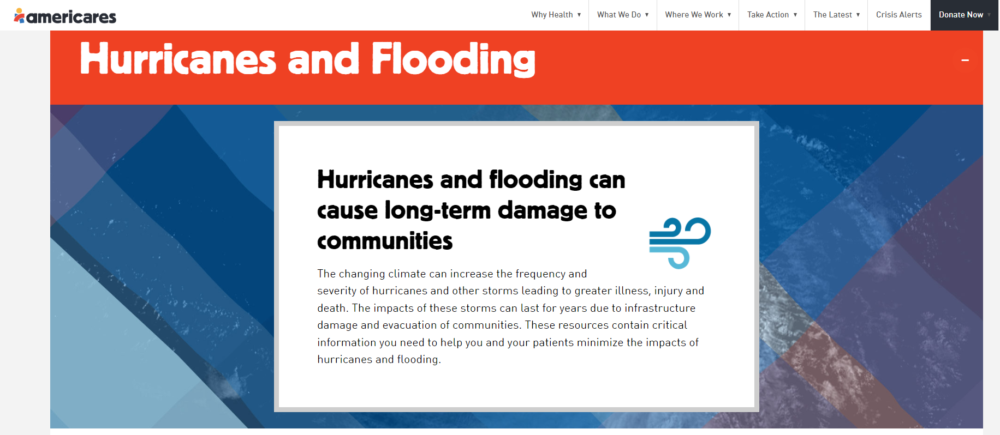 americares
Why Health ▼
What We Do ▼
Where We Work ▼
Take Action ▼
The Latest ▼
Crisis Alerts
Donate Now ▼
Hurricanes and Flooding
Hurricanes and flooding can
cause long-term damage to
communities
The changing climate can increase the frequency and
severity of hurricanes and other storms leading to greater illness, injury and
death. The impacts of these storms can last for years due to infrastructure
damage and evacuation of communities. These resources contain critical
information you need to help you and your patients minimize the impacts of
hurricanes and flooding.